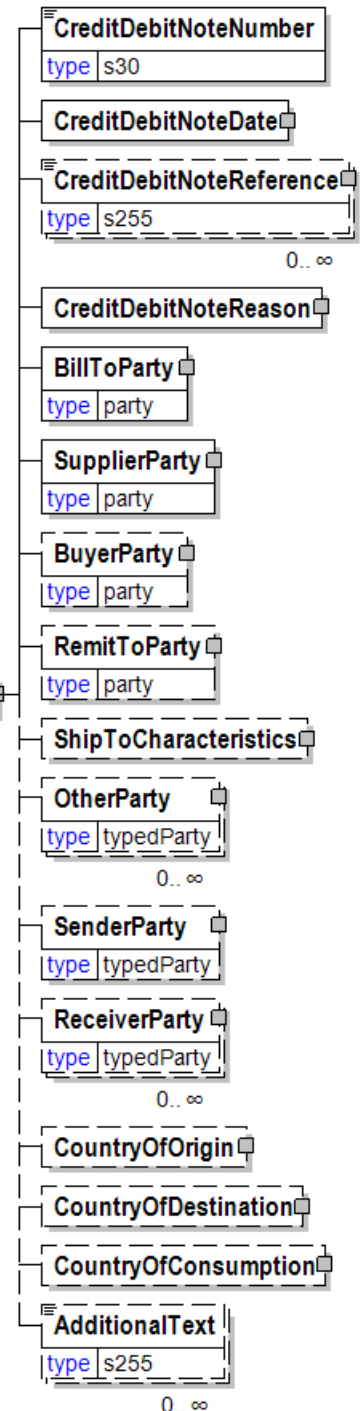 CreditDebitNoteNumber
type s30
CreditDebitNoteDate
CreditDebitNoteReference
type s255
0.. ∞
CreditDebitNoteReason
BillToParty
type party
SupplierParty
type party
BuyerParty
type party
RemitToParty
type party
ShipToCharacteristics
OtherParty
type typedParty
0.. ∞
SenderParty
type typedParty
ReceiverParty
type typedParty
0.. ∞
CountryOfOrigin
CountryOfDestination
CountryOfConsumption
AdditionalText
type s255
0.. ∞